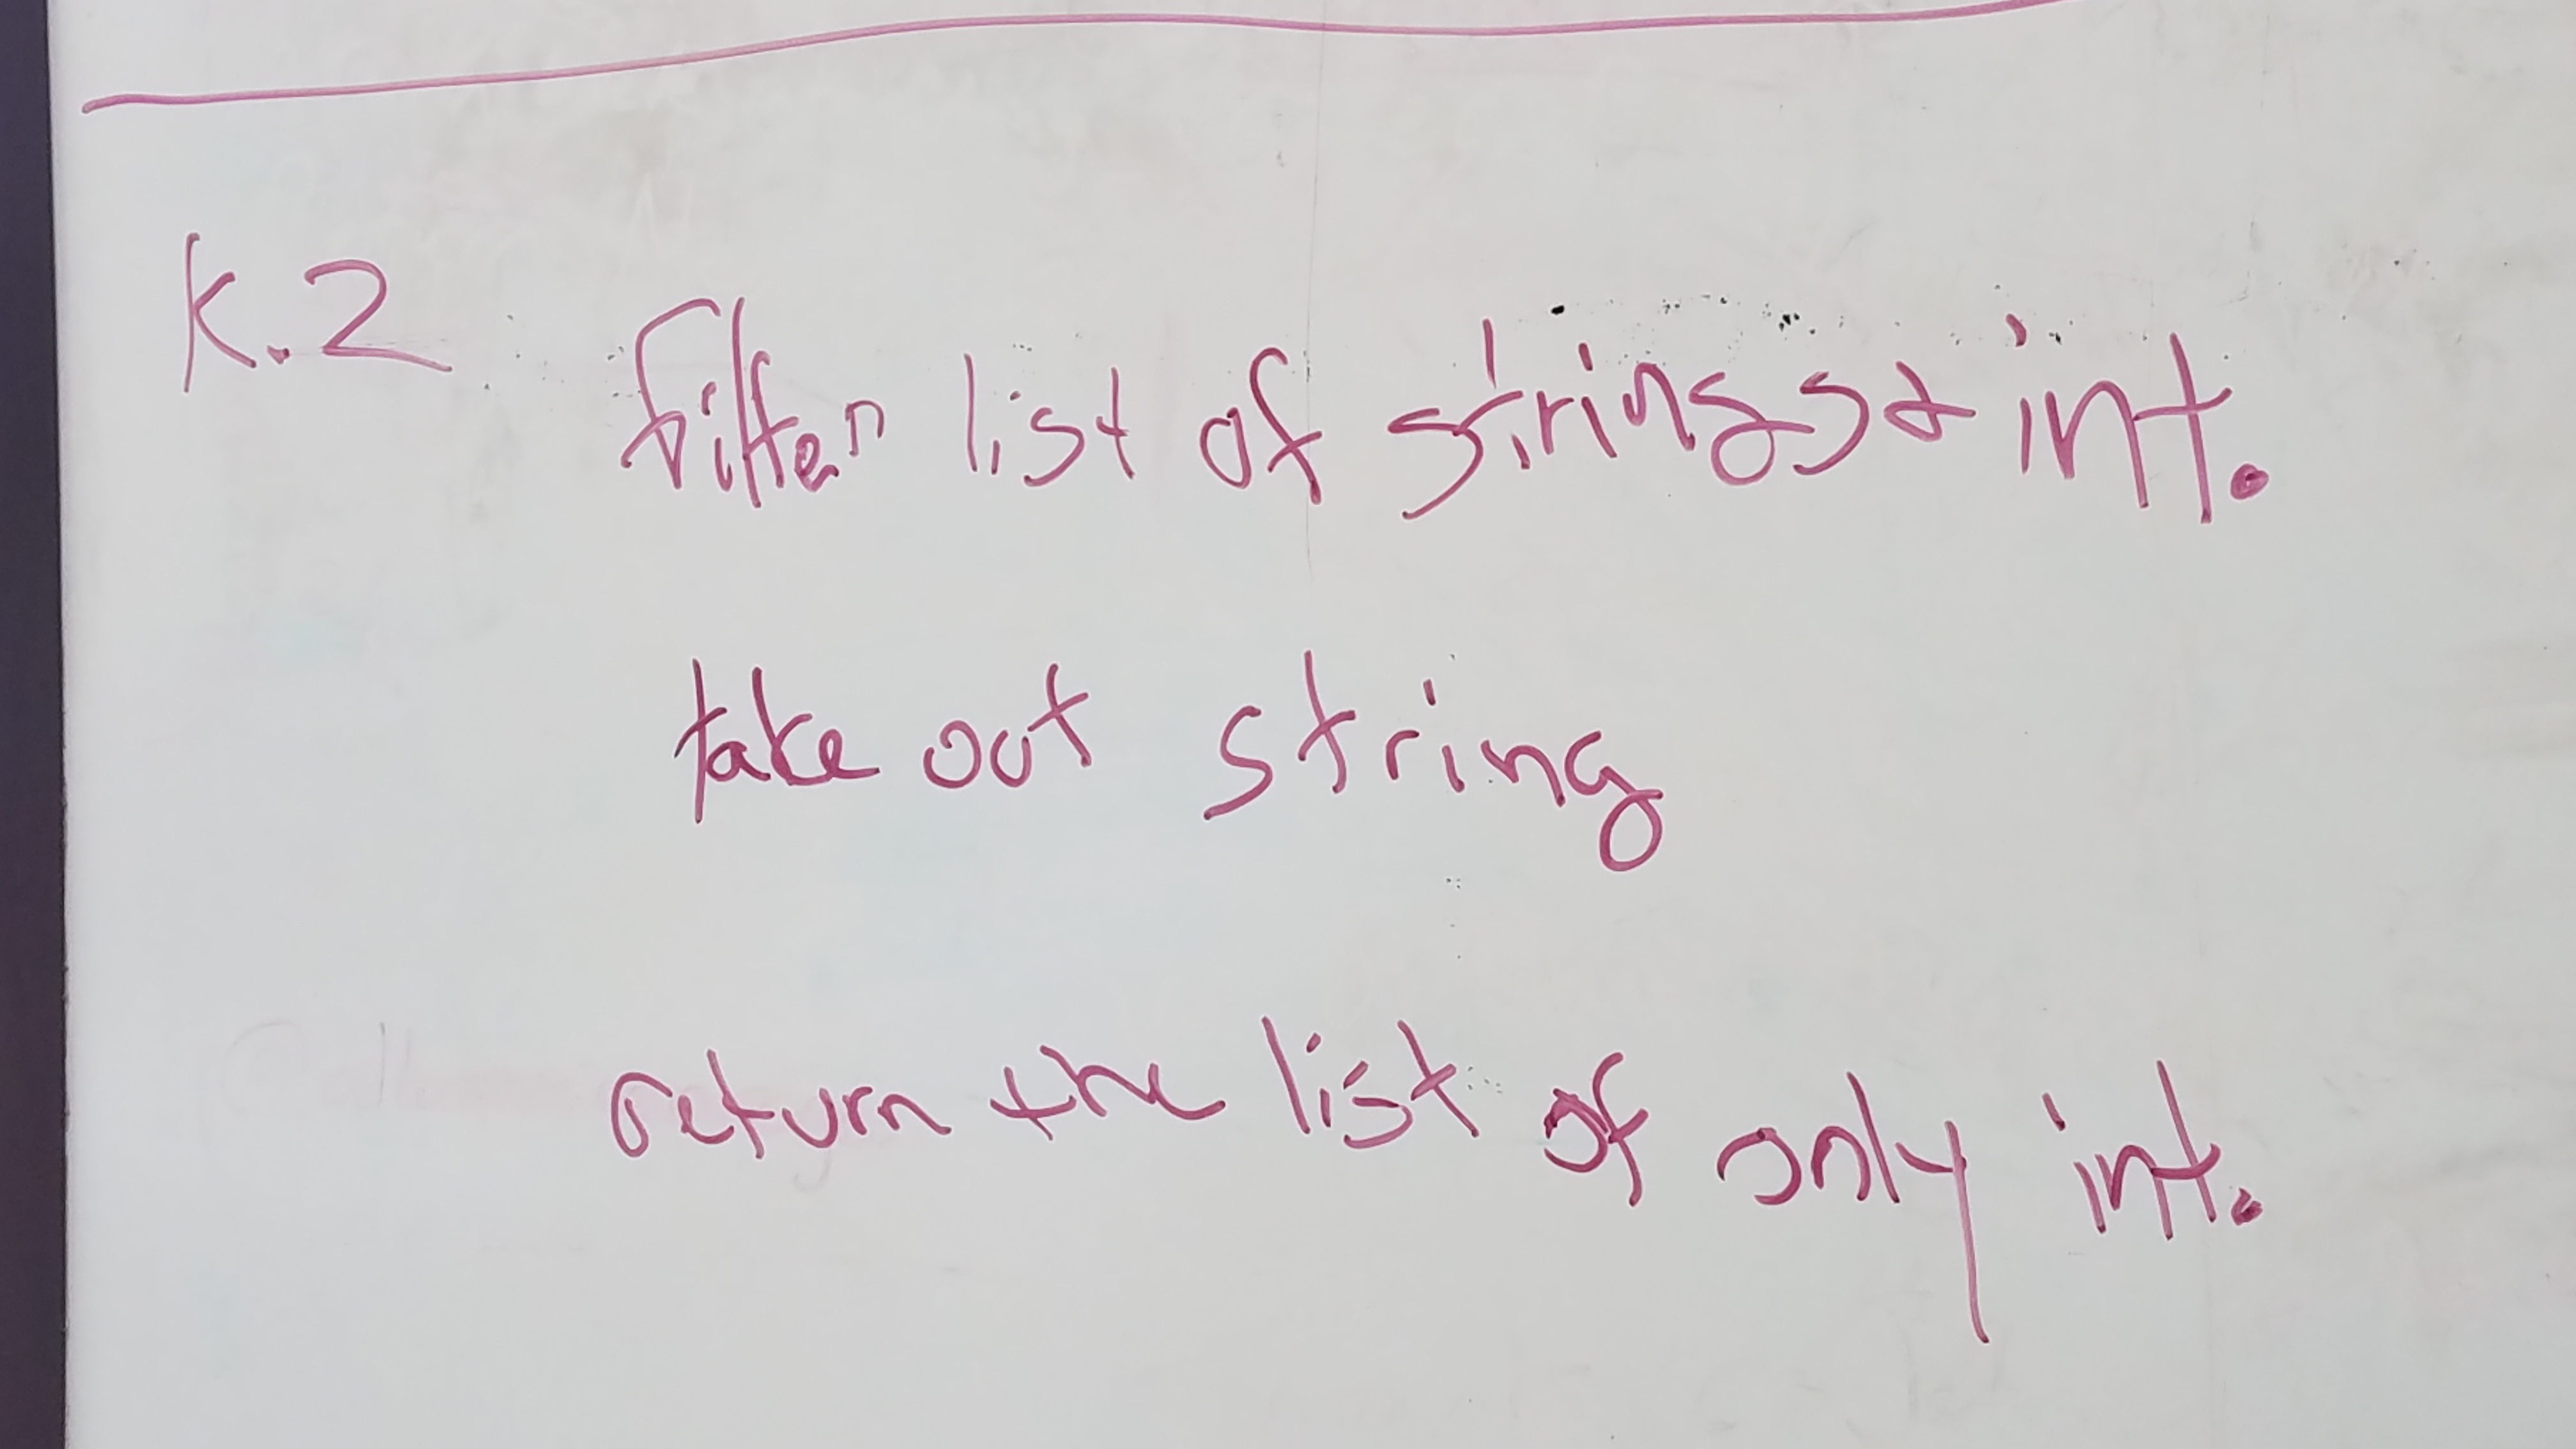 K.2 Filter list of strings & int.
take out string
return the list of only int.